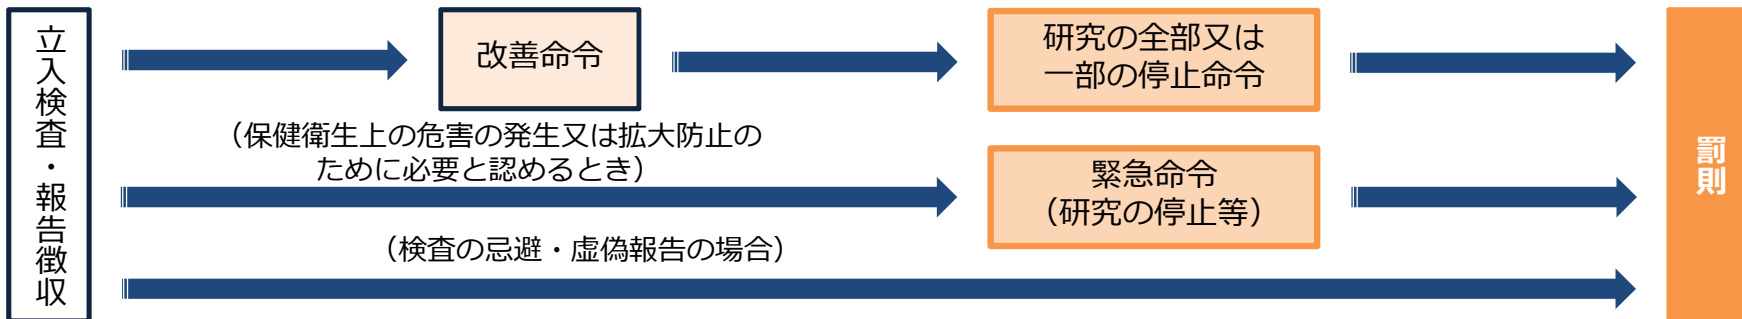 立入検査・報告徴収
改善命令
研究の全部又は
一部の停止命令
（保健衛生上の危害の発生又は拡大防止の
ために必要と認めるとき）
緊急命令
（研究の停止等）
（検査の忌避・虚偽報告の場合）
罰則